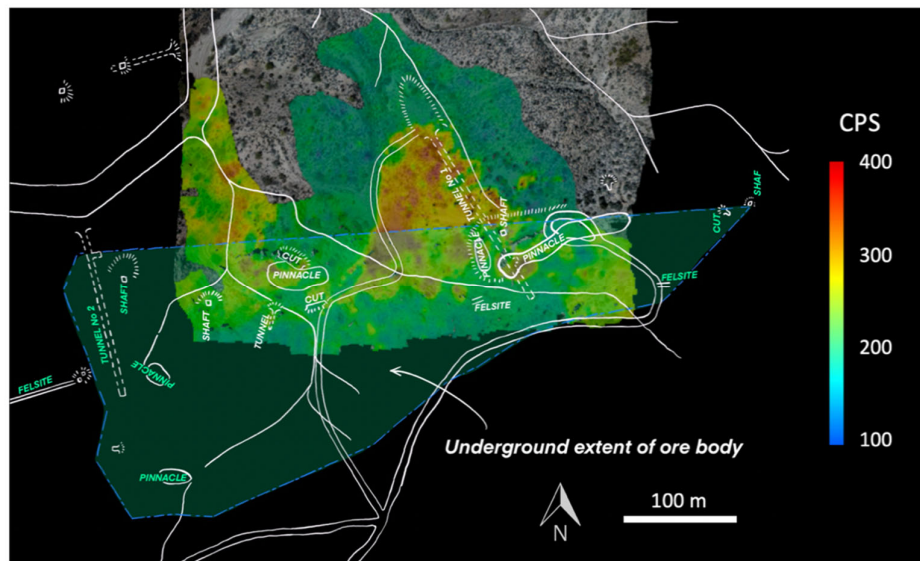 CPS
400
300
200
100
TUNNEL No 1
SHAFT
SHAF
CUT
PINNACLE
PINNACLE
CUT
PINNACLE
CUT
FELSITE
FELSITE
SHAFT
TUNNEL No 2
SHAFT
TUNNEL
FELSITE
PINNACLE
PINNACLE
Underground extent of ore body
N
100 m